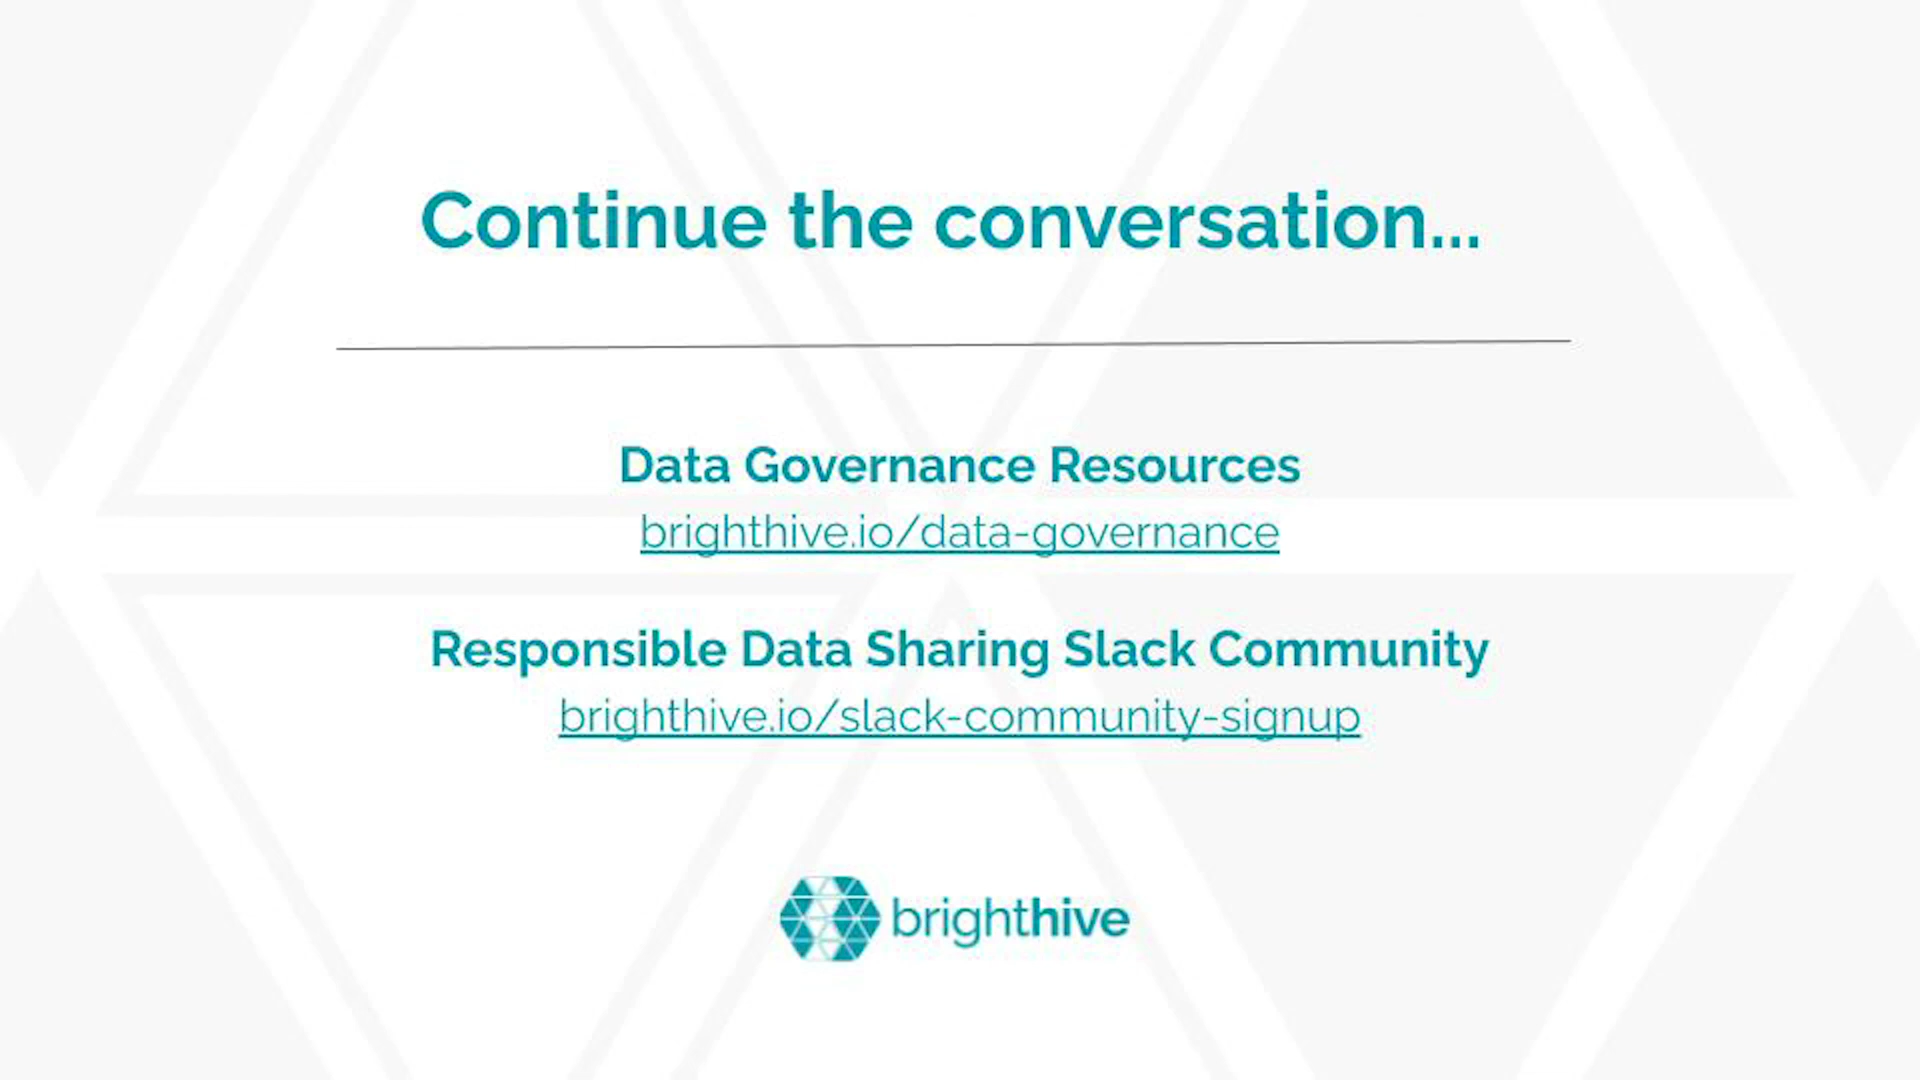 Continue the conversation...
Data Governance Resources
brighthive.io/data-governance
Responsible Data Sharing Slack Community
brighthive.io/slack-community-signup
brighthive